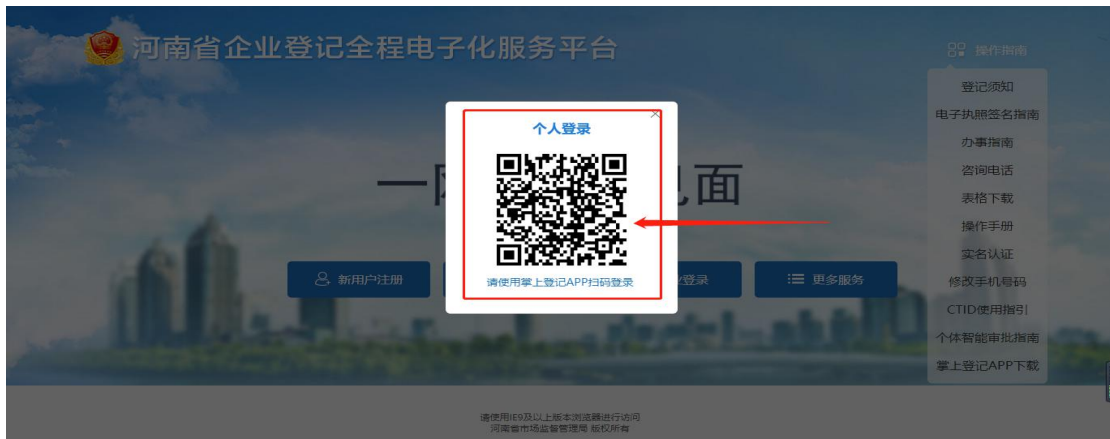 河南省企业登记全程电子化服务平台
操作指南
登记须知
电子执照签名指南
办事指南
咨询电话
表格下载
操作手册
实名认证
修改手机号码
CTID使用指引
个体智能审批指南
掌上登记APP下载
个人登录
请使用掌上登记APP扫码登录
一
面
新用户注册
登录
更多服务
请使用IE9及以上版本浏览器进行访问
河南省市场监督管理局 版权所有